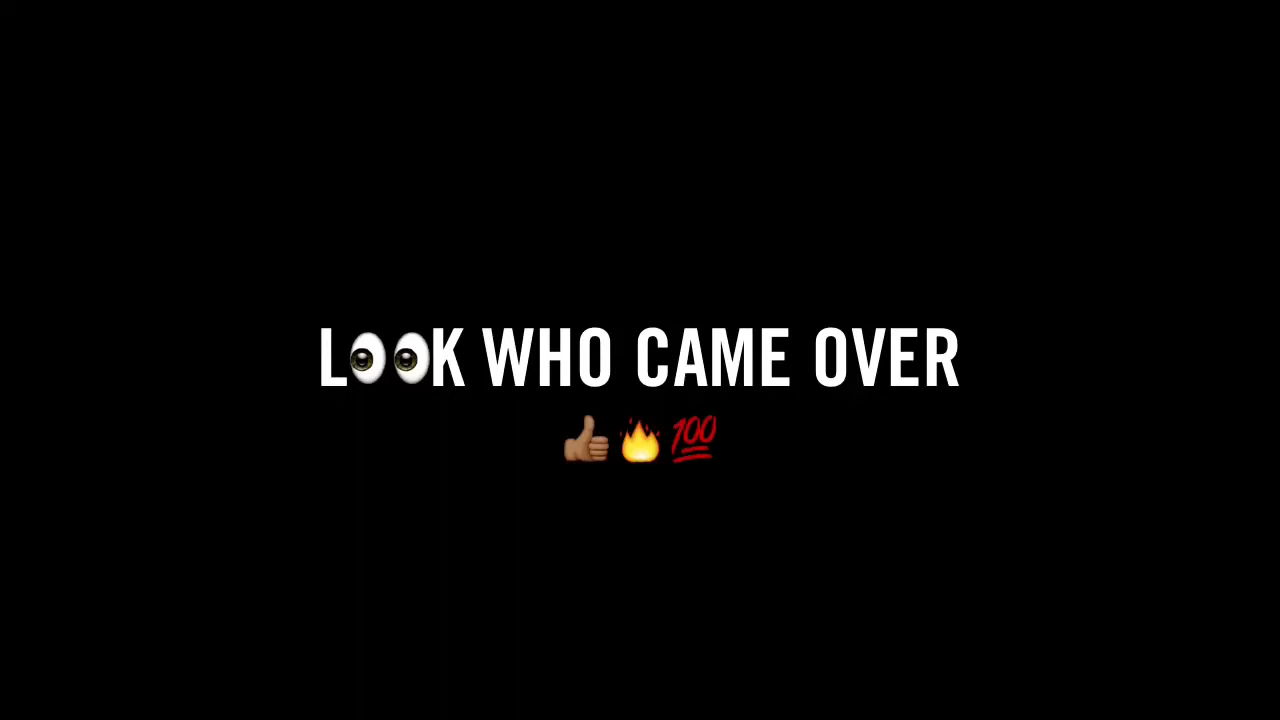 L👀K WHO CAME OVER
👍🏽🔥💯